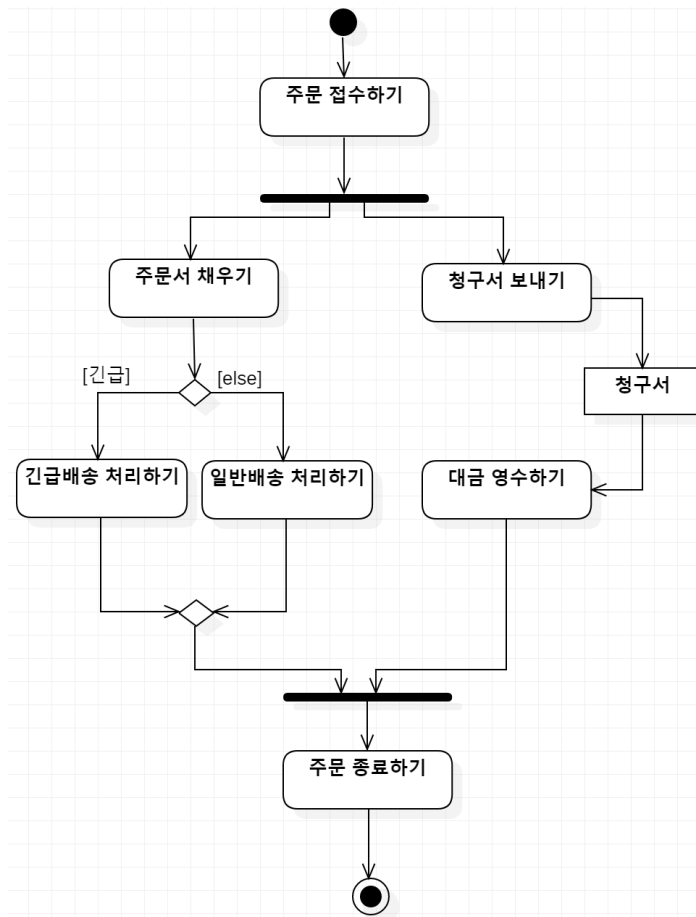 주문 접수하기
주문서 채우기
청구서 보내기
[긴급]
[else]
청구서
긴급배송 처리하기
일반배송 처리하기
대금 영수하기
주문 종료하기